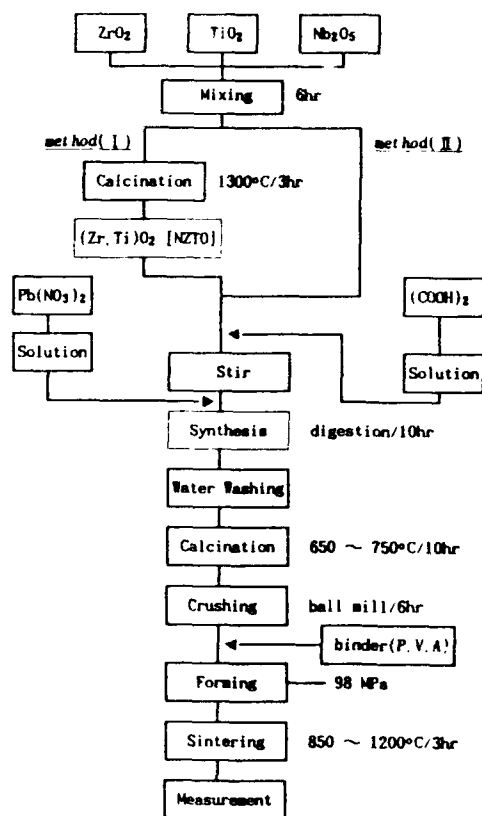 ZrO₂ TiO₂ Nb₂O₅
Mixing 6hr
method(Ⅰ) method(Ⅱ)
Calcination 1300°C/3hr
(Zr,Ti)O₂ [NZTO]
Pb(NO₃)₂ (COOH)₂
Solution Solution
Stir
Synthesis digestion/10hr
Water Washing
Calcination 650 ～ 750°C/10hr
Crushing ball mill/6hr
binder(P.V.A)
Forming 98 MPa
Sintering 850 ～ 1200°C/3hr
Measurement